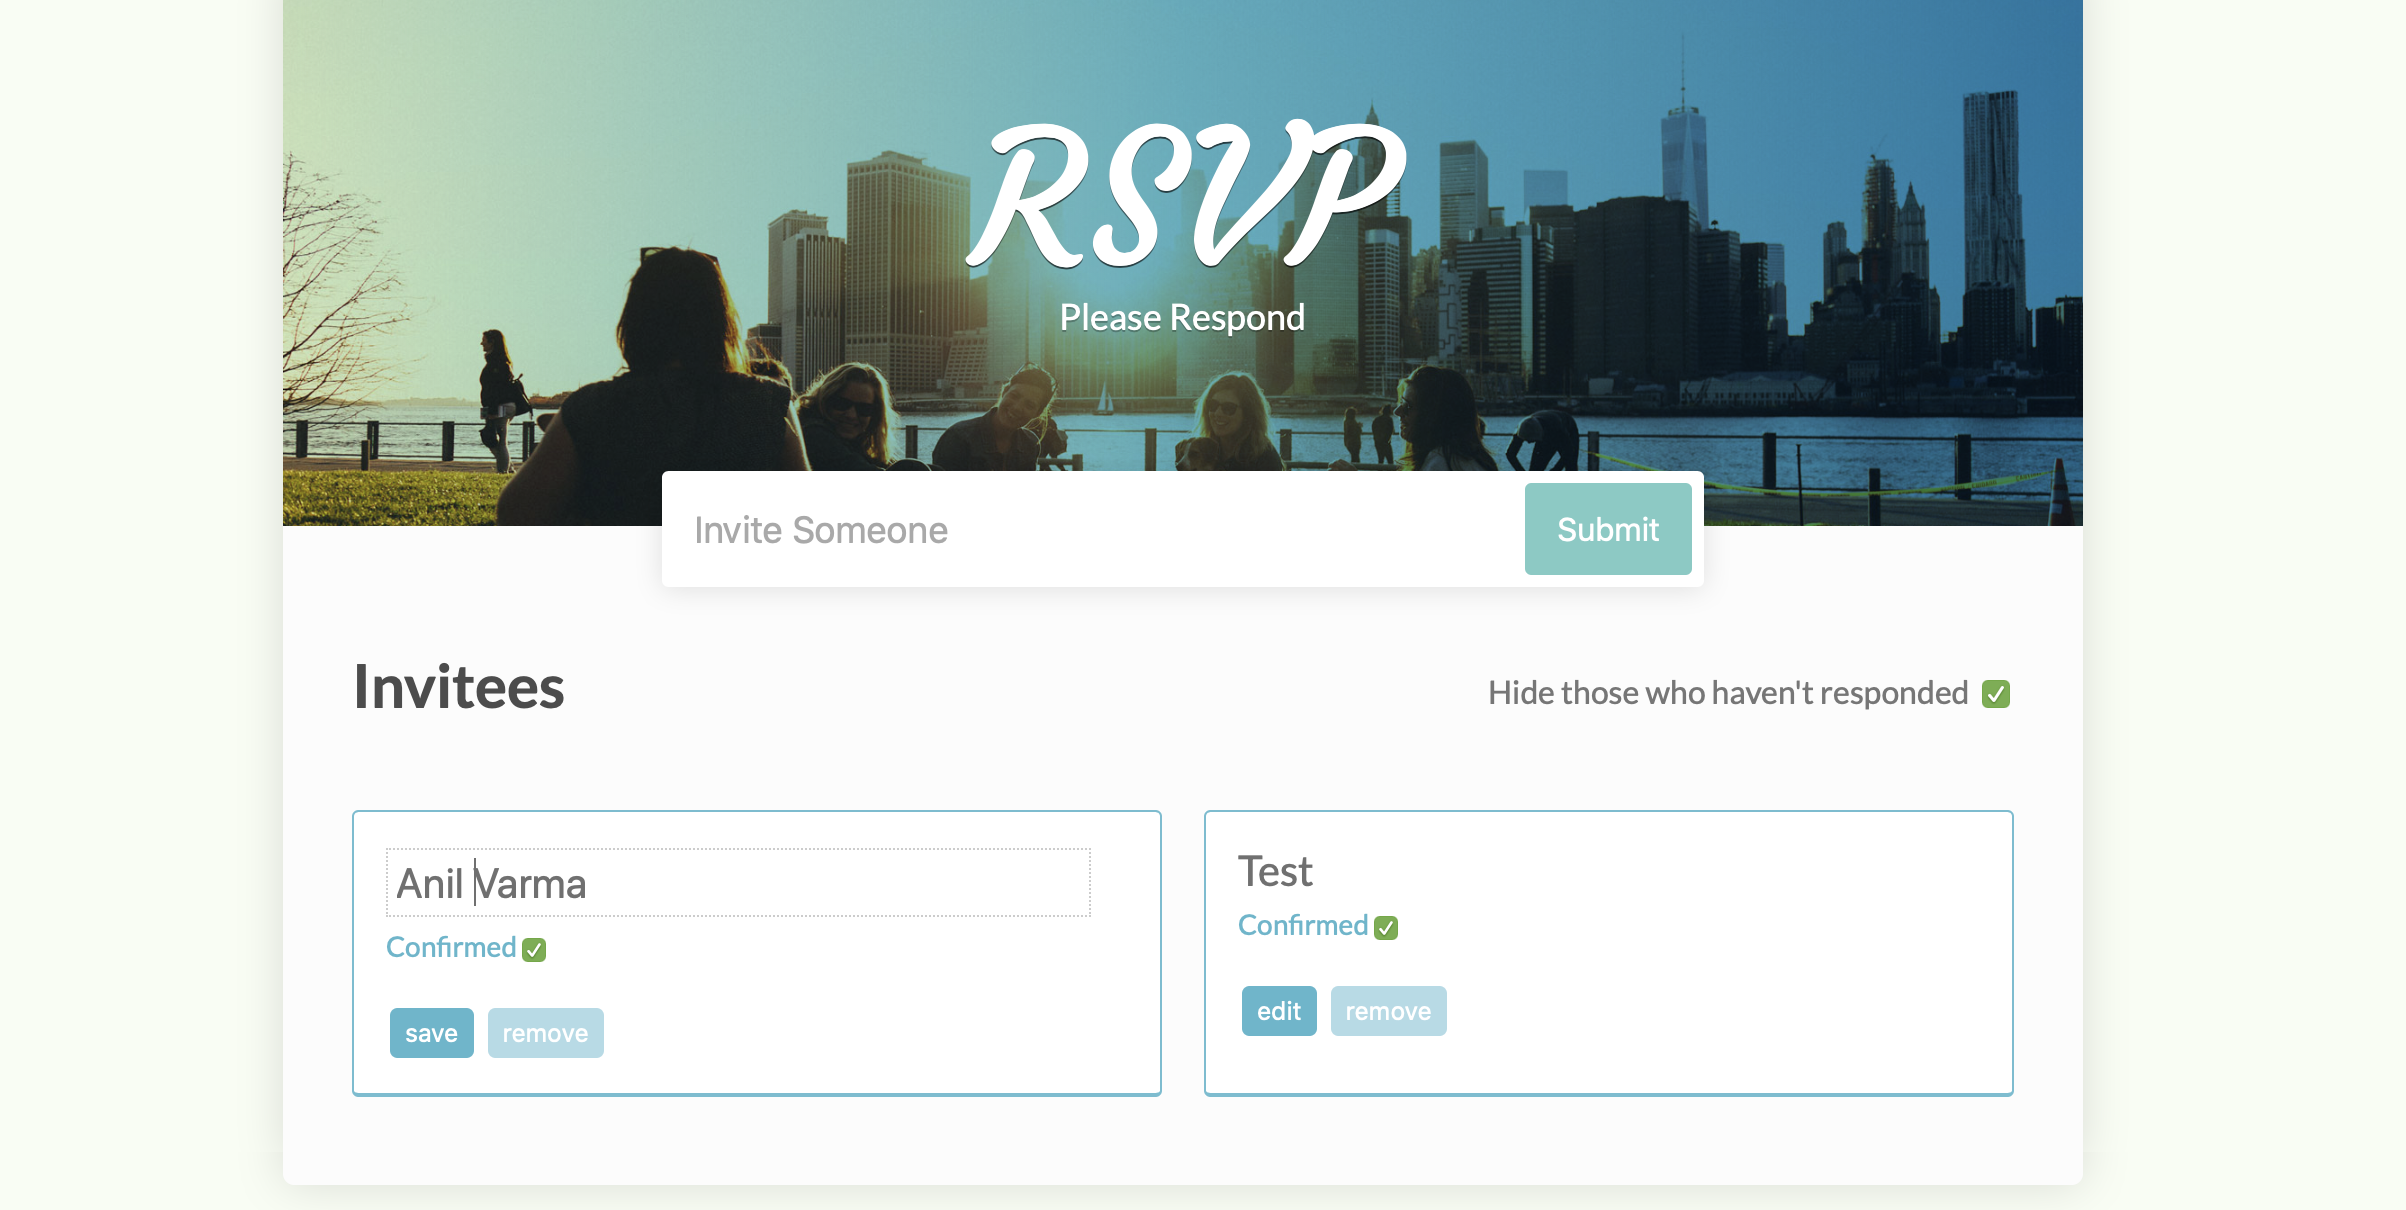 RSVP
Please Respond
Invite Someone
Submit
Invitees
Hide those who haven't responded ✅
Anil Varma
Confirmed ✅
save
remove
Test
Confirmed ✅
edit
remove